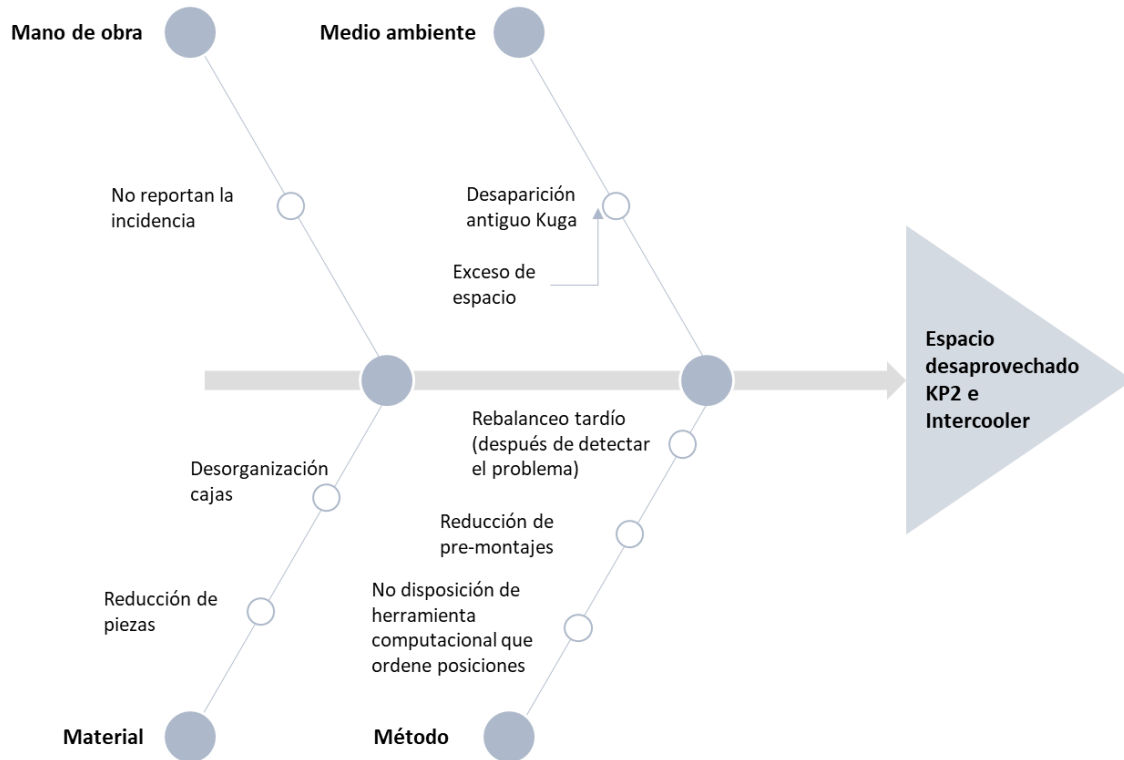 Mano de obra
Medio ambiente
No reportan la
incidencia
Desaparición
antiguo Kuga
Exceso de
espacio
Espacio
desaprovechado
KP2 e
Intercooler
Rebalanceo tardío
(después de detectar
el problema)
Desorganización
cajas
Reducción de
pre-montajes
Reducción de
piezas
No disposición de
herramienta
computacional que
ordene posiciones
Material
Método